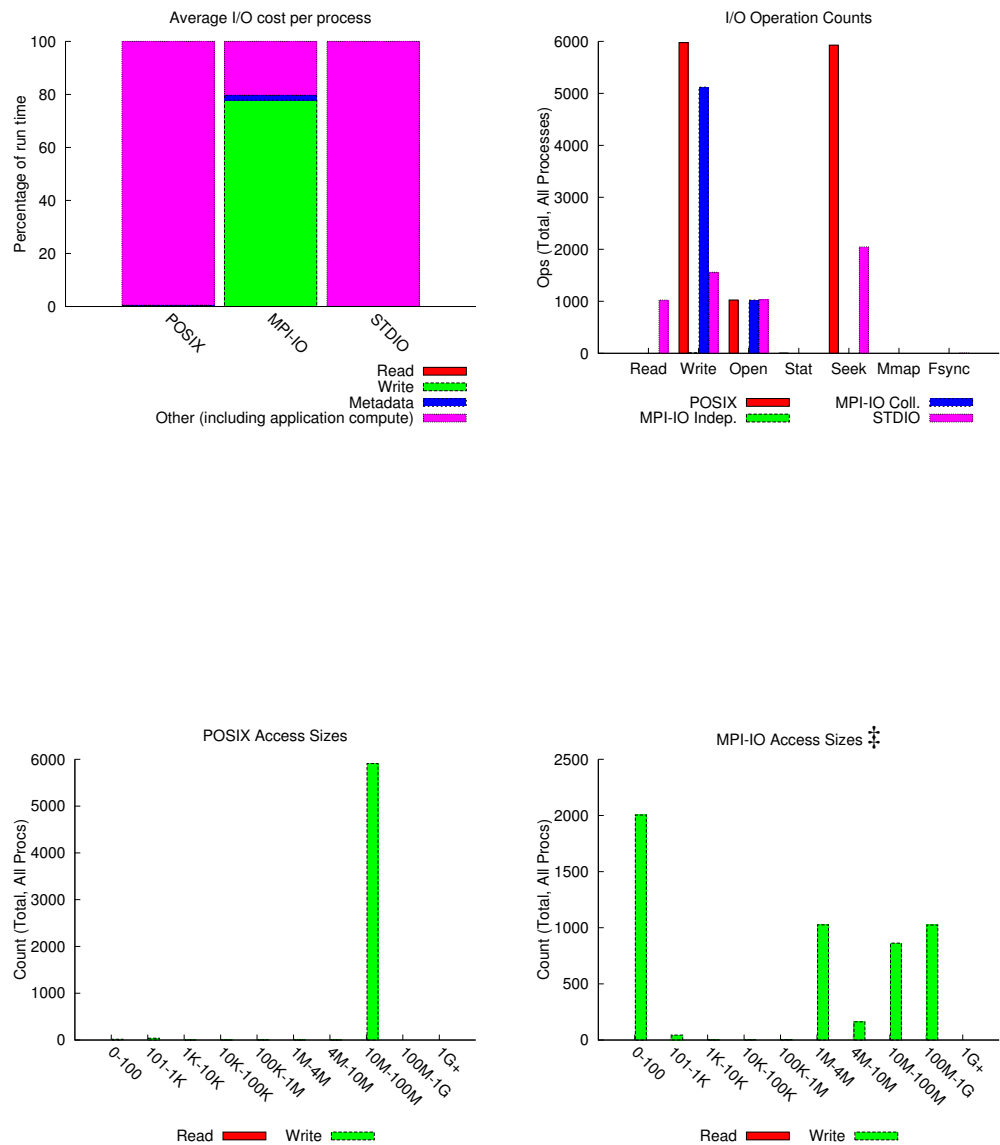 Average I/O cost per process
100
80
60
40
20
0
Percentage of run time
POSIX
MPI-IO
STDIO
Read
Write
Metadata
Other (including application compute)
I/O Operation Counts
6000
5000
4000
3000
2000
1000
0
Ops (Total, All Processes)
Read Write Open Stat Seek Mmap Fsync
POSIX MPI-IO Coll.
MPI-IO Indep. STDIO
POSIX Access Sizes
6000
5000
4000
3000
2000
1000
0
Count (Total, All Procs)
0-100
101-1K
1K-10K
10K-100K
100K-1M
1M-4M
4M-10M
10M-100M
100M-1G
1G+
Read Write
MPI-IO Access Sizes ‡
2500
2000
1500
1000
500
0
Count (Total, All Procs)
0-100
101-1K
1K-10K
10K-100K
100K-1M
1M-4M
4M-10M
10M-100M
100M-1G
1G+
Read Write